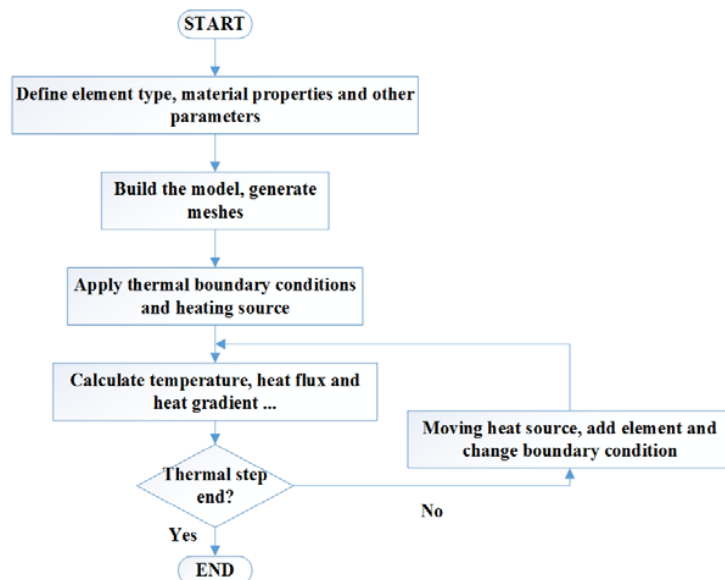 START
Define element type, material properties and other
parameters
Build the model, generate
meshes
Apply thermal boundary conditions
and heating source
Calculate temperature, heat flux and
heat gradient ...
Moving heat source, add element and
change boundary condition
Thermal step
end?
No
Yes
END